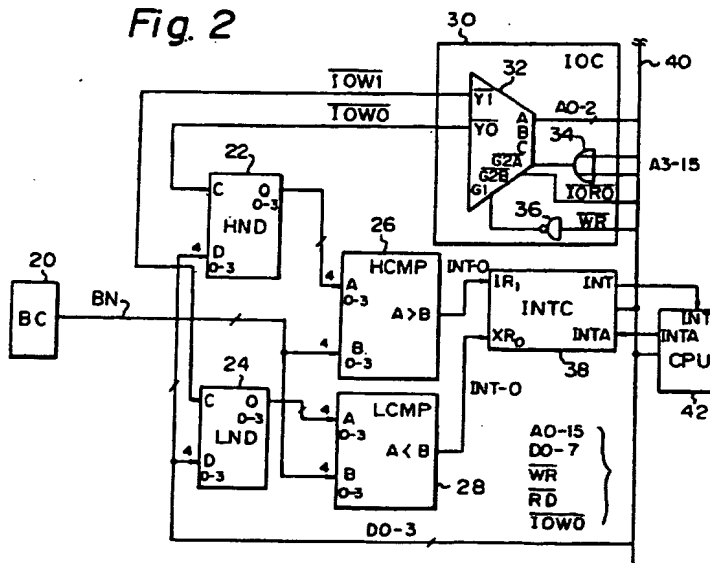 Fig. 2
30
IOC
40
IOW1
IOW0
Y1
Y0
32
A
B
C
A0-2
34
G2A
G2B
G1
A3-15
IORO
36
WR
22
C
O
0-3
HND
4
D
0-3
20
BC
BN
26
HCMP
4
A
0-3
A>B
4
B
0-3
INT-0
IR1
INT
INTC
XR0
INTA
38
INT
INTA
CPU
42
24
C
O
0-3
LND
4
D
0-3
LCMP
4
A
0-3
A<B
4
B
0-3
28
INT-0
A0-15
D0-7
WR
RD
IOWO
D0-3